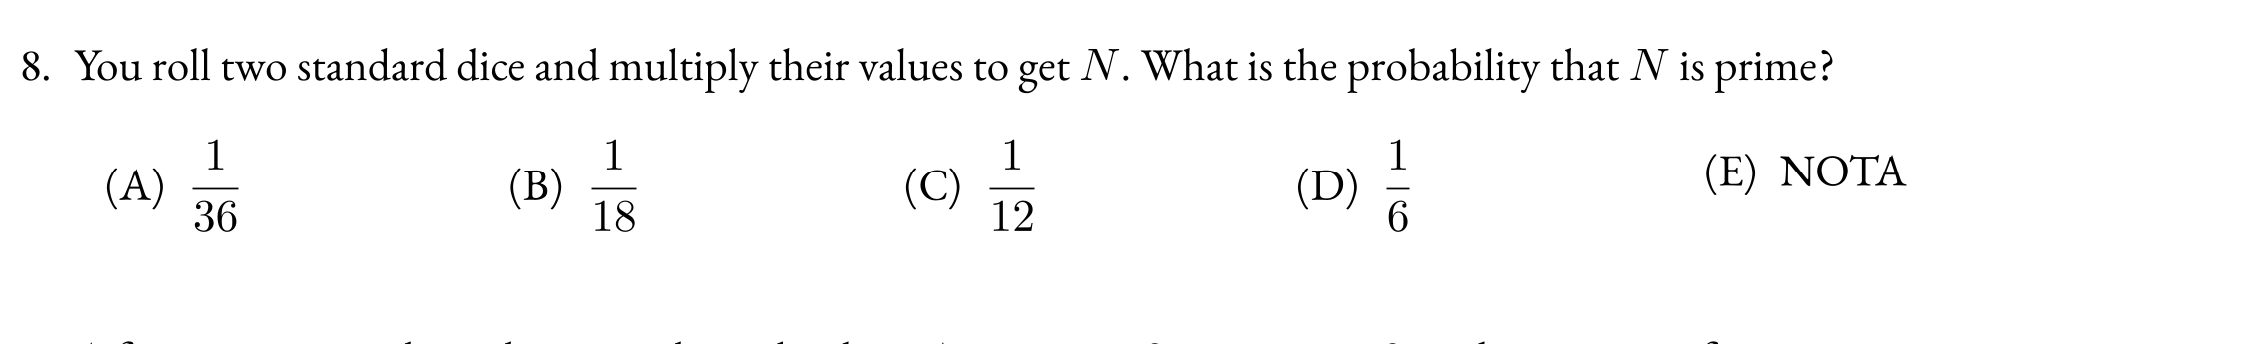 8. You roll two standard dice and multiply their values to get N. What is the probability that N is prime?
(A) 1/36 (B) 1/18 (C) 1/12 (D) 1/6 (E) NOTA